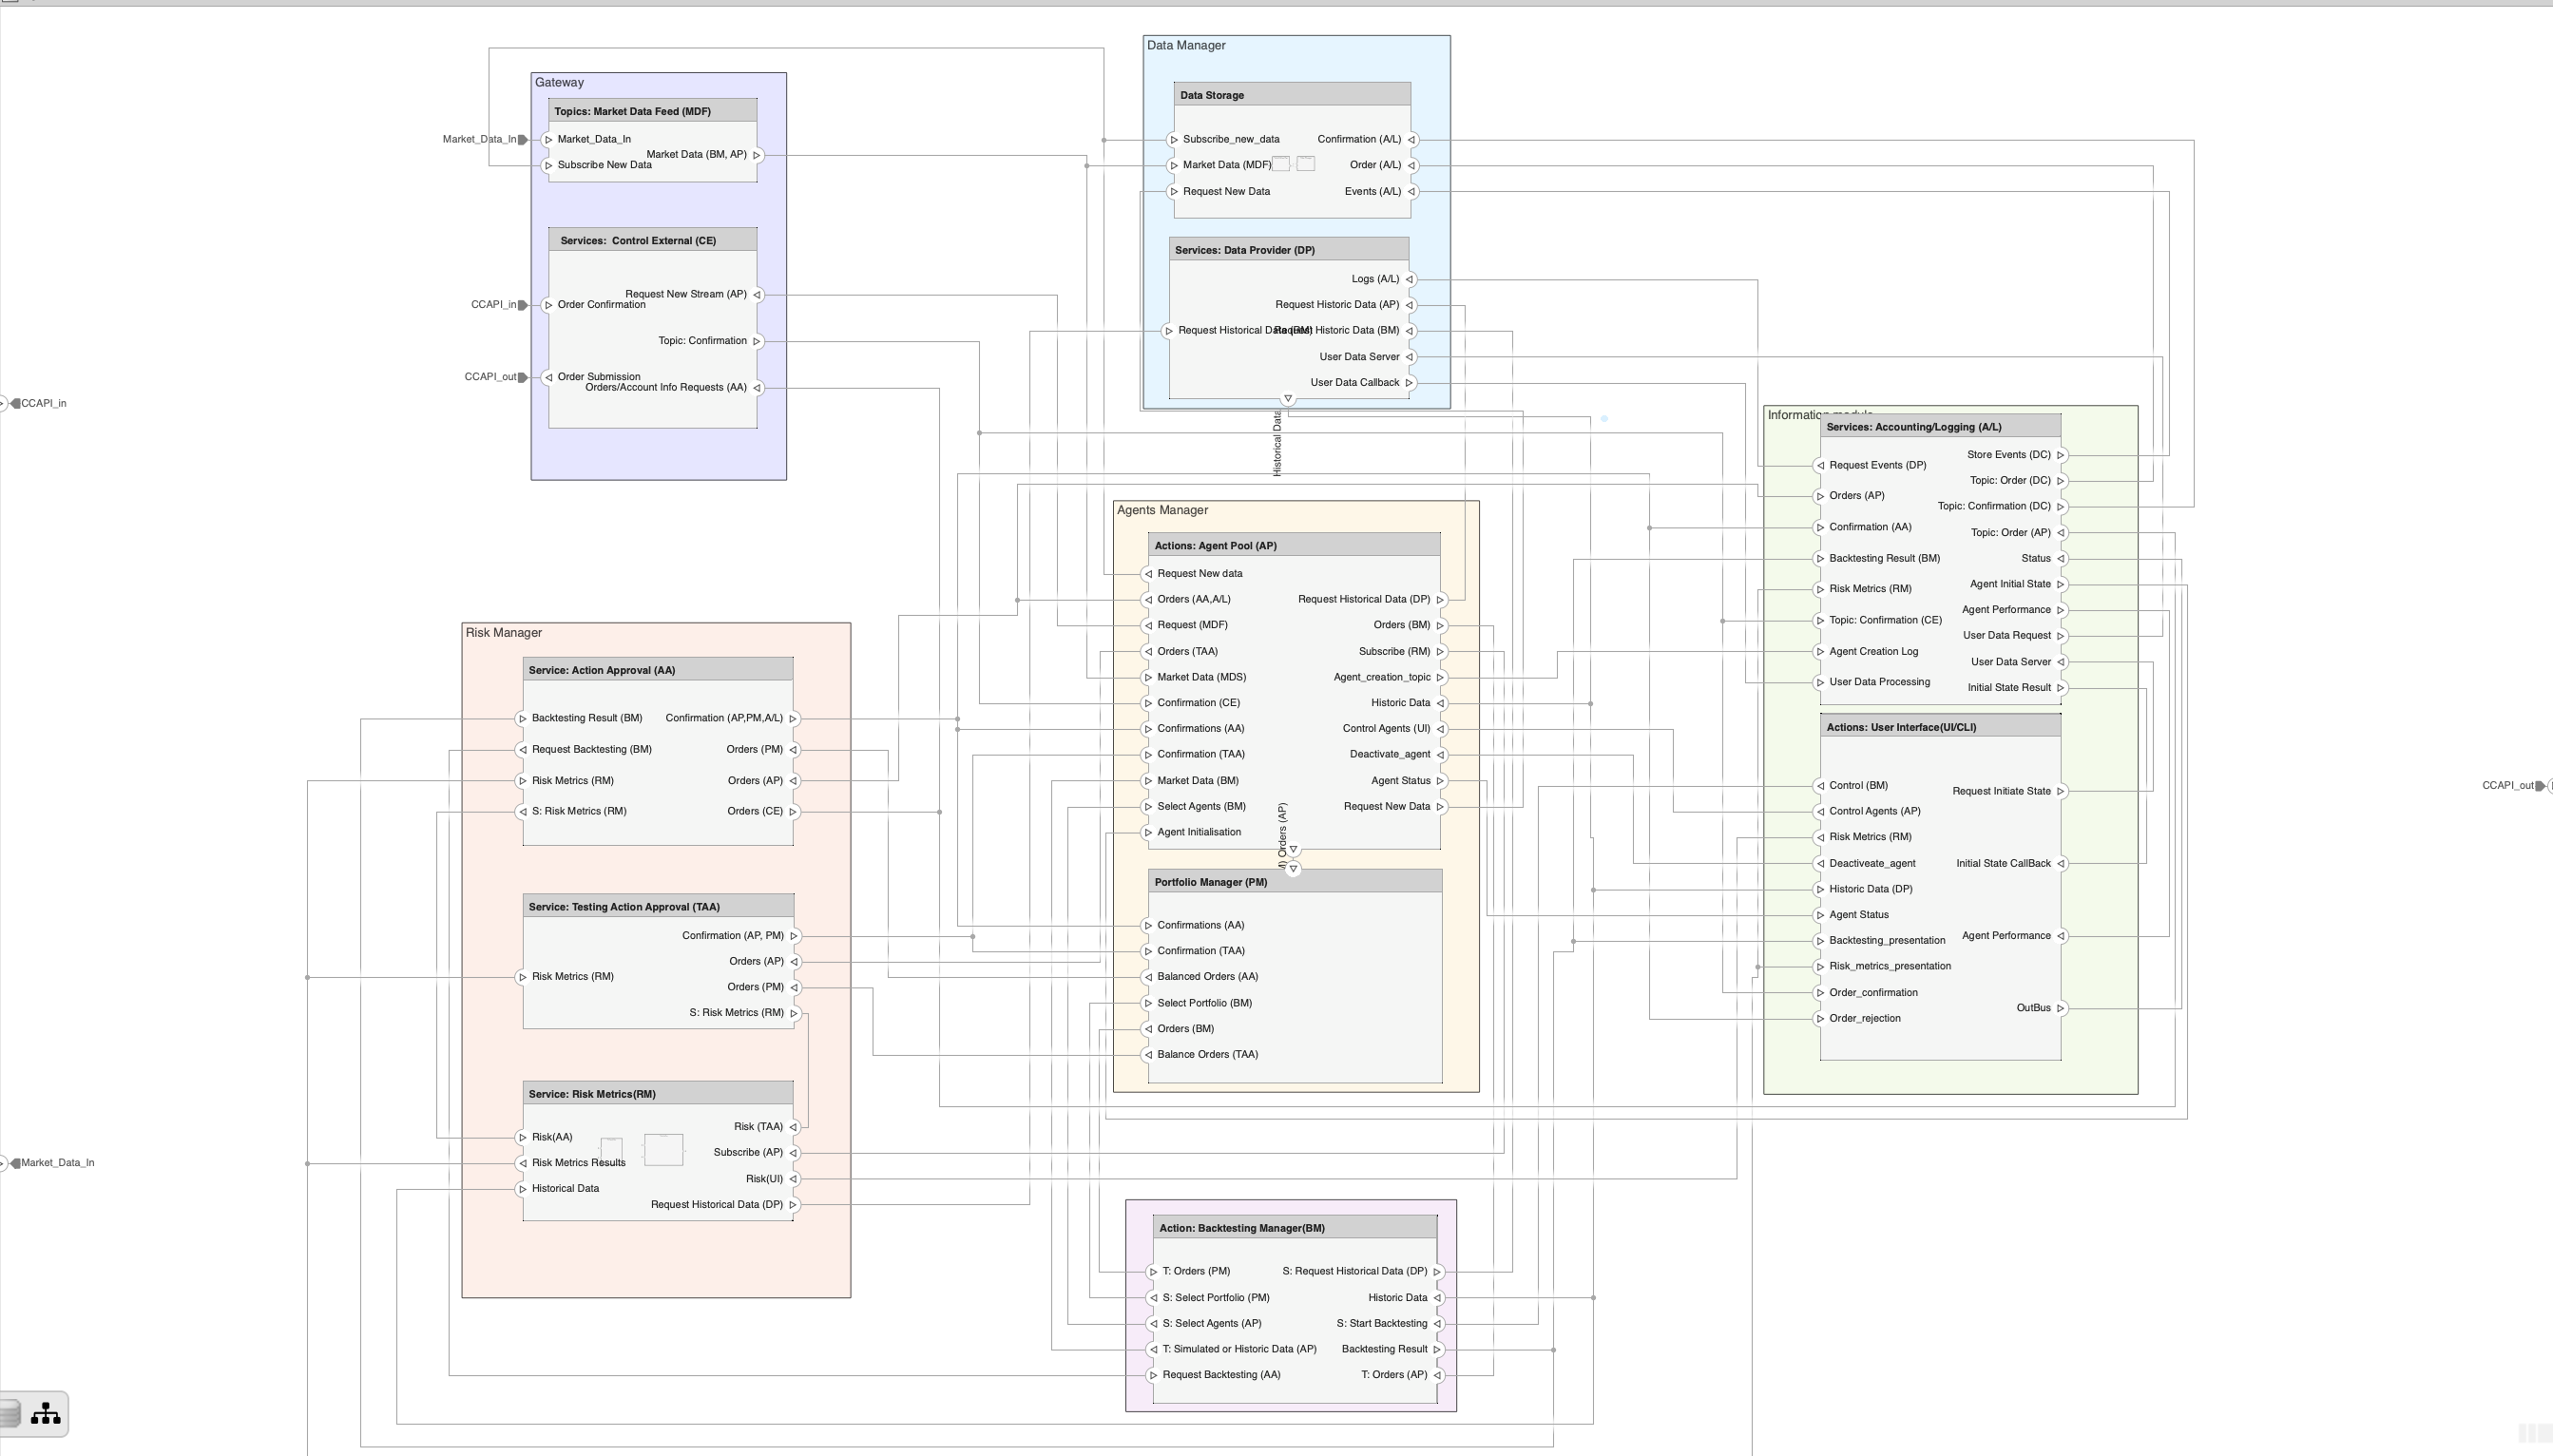 Gateway
Topics: Market Data Feed (MDF)
Market_Data_In
Market_Data_In
Market Data (BM, AP)
Subscribe New Data
Services: Control External (CE)
Request New Stream (AP)
CCAPI_in
Order Confirmation
Topic: Confirmation
CCAPI_out
Order Submission
Orders/Account Info Requests (AA)
CCAPI_in
Market_Data_In
Data Manager
Data Storage
Subscribe_new_data
Confirmation (A/L)
Market Data (MDF)
Order (A/L)
Request New Data
Events (A/L)
Services: Data Provider (DP)
Logs (A/L)
Request Historic Data (AP)
Request Historical Data (RM)
Request Historic Data (BM)
User Data Server
User Data Callback
Historical Data
Information module
Services: Accounting/Logging (A/L)
Store Events (DC)
Request Events (DP)
Topic: Order (DC)
Orders (AP)
Topic: Confirmation (DC)
Confirmation (AA)
Topic: Order (AP)
Backtesting Result (BM)
Status
Agent Initial State
Risk Metrics (RM)
Agent Performance
Topic: Confirmation (CE)
User Data Request
Agent Creation Log
User Data Server
User Data Processing
Initial State Result
Actions: User Interface(UI/CLI)
Control (BM)
Request Initiate State
Control Agents (AP)
Risk Metrics (RM)
Deactiveate_agent
Initial State CallBack
Historic Data (DP)
Agent Status
Backtesting_presentation
Agent Performance
Risk_metrics_presentation
Order_confirmation
OutBus
Order_rejection
CCAPI_out
Agents Manager
Actions: Agent Pool (AP)
Request New data
Orders (AA,A/L)
Request Historical Data (DP)
Request (MDF)
Orders (BM)
Orders (TAA)
Subscribe (RM)
Market Data (MDS)
Agent_creation_topic
Confirmation (CE)
Historic Data
Confirmations (AA)
Control Agents (UI)
Confirmation (TAA)
Deactivate_agent
Market Data (BM)
Agent Status
Select Agents (BM)
Request New Data
Agent Initialisation
Orders (AP)
Portfolio Manager (PM)
Confirmations (AA)
Confirmation (TAA)
Balanced Orders (AA)
Select Portfolio (BM)
Orders (BM)
Balance Orders (TAA)
Risk Manager
Service: Action Approval (AA)
Backtesting Result (BM)
Confirmation (AP,PM,A/L)
Request Backtesting (BM)
Orders (PM)
Risk Metrics (RM)
Orders (AP)
S: Risk Metrics (RM)
Orders (CE)
Service: Testing Action Approval (TAA)
Confirmation (AP, PM)
Orders (AP)
Risk Metrics (RM)
Orders (PM)
S: Risk Metrics (RM)
Service: Risk Metrics(RM)
Risk (TAA)
Risk(AA)
Subscribe (AP)
Risk Metrics Results
Risk(UI)
Historical Data
Request Historical Data (DP)
Action: Backtesting Manager(BM)
T: Orders (PM)
S: Request Historical Data (DP)
S: Select Portfolio (PM)
Historic Data
S: Select Agents (AP)
S: Start Backtesting
T: Simulated or Historic Data (AP)
Backtesting Result
Request Backtesting (AA)
T: Orders (AP)